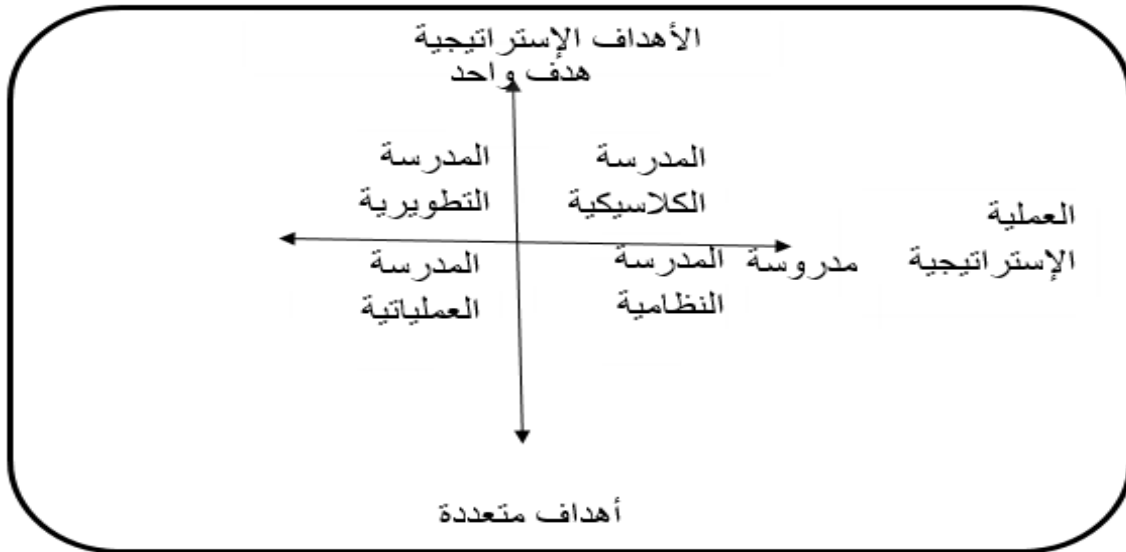 الأهداف الإستراتيجية
هدف واحد
المدرسة
الكلاسيكية
المدرسة
التطويرية
العملية
الإستراتيجية
مدروسة
المدرسة
النظامية
المدرسة
العملياتية
أهداف متعددة